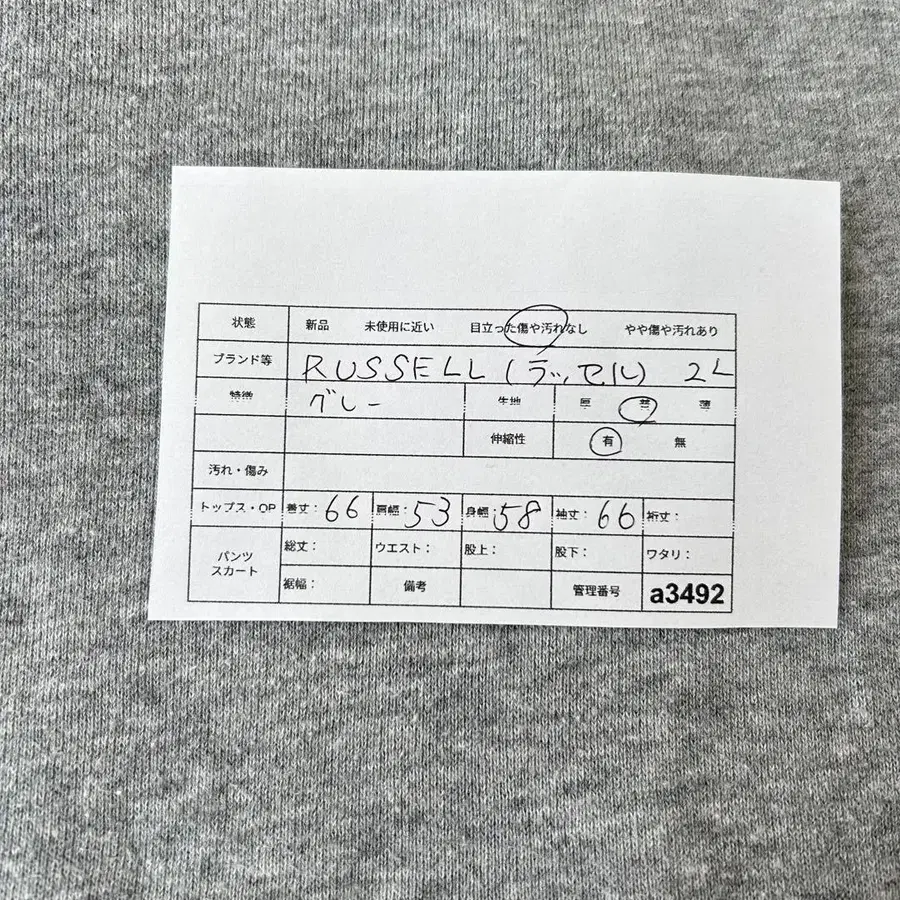 状態 新品 未使用に近い 目立った傷や汚れなし やや傷や汚れあり
ブランド等 RUSSELL (ラッセル) 2L
特徴 グレー 生地 厚 普 薄
伸縮性 有 無
汚れ・傷み
トップス・OP 着丈: 66 肩幅: 53 身幅: 58 袖丈: 66 裄丈:
パンツ スカート 総丈: ウエスト: 股上: 股下: ワタリ:
裾幅: 備考 管理番号 a3492